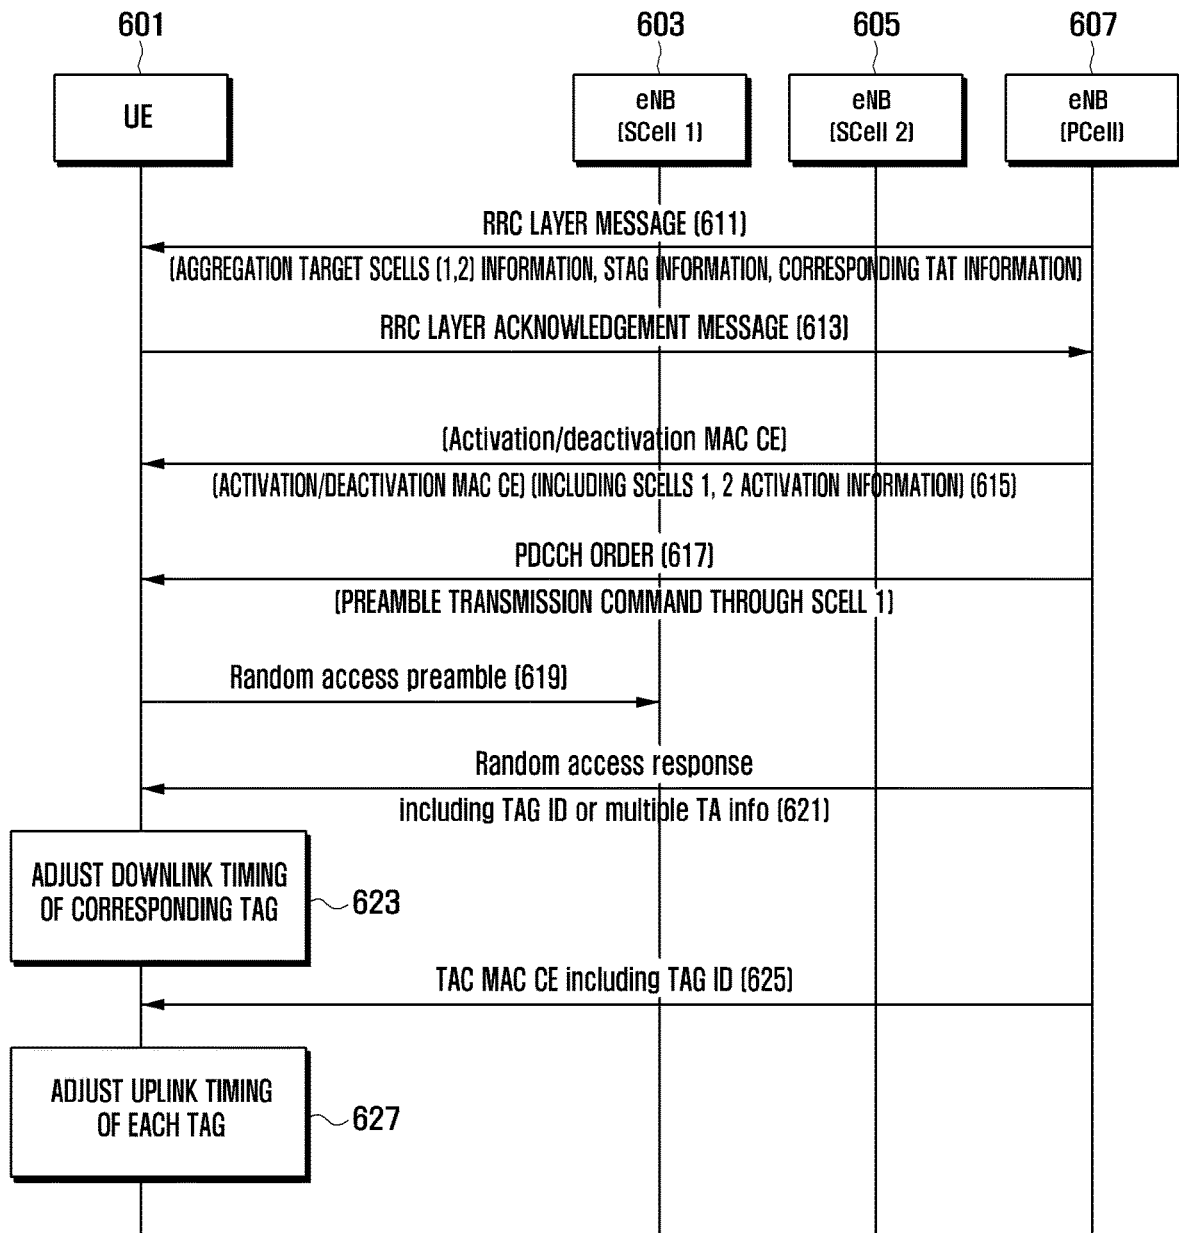 601
603
605
607
UE
eNB
(SCell 1)
eNB
(SCell 2)
eNB
(PCell)
RRC LAYER MESSAGE (611)
(AGGREGATION TARGET SCELLS (1,2) INFORMATION, STAG INFORMATION, CORRESPONDING TAT INFORMATION)
RRC LAYER ACKNOWLEDGEMENT MESSAGE (613)
(Activation/deactivation MAC CE)
(ACTIVATION/DEACTIVATION MAC CE) (INCLUDING SCELLS 1, 2 ACTIVATION INFORMATION) (615)
PDCCH ORDER (617)
(PREAMBLE TRANSMISSION COMMAND THROUGH SCELL 1)
Random access preamble (619)
Random access response
including TAG ID or multiple TA info (621)
ADJUST DOWNLINK TIMING
OF CORRESPONDING TAG
623
TAC MAC CE including TAG ID (625)
ADJUST UPLINK TIMING
OF EACH TAG
627